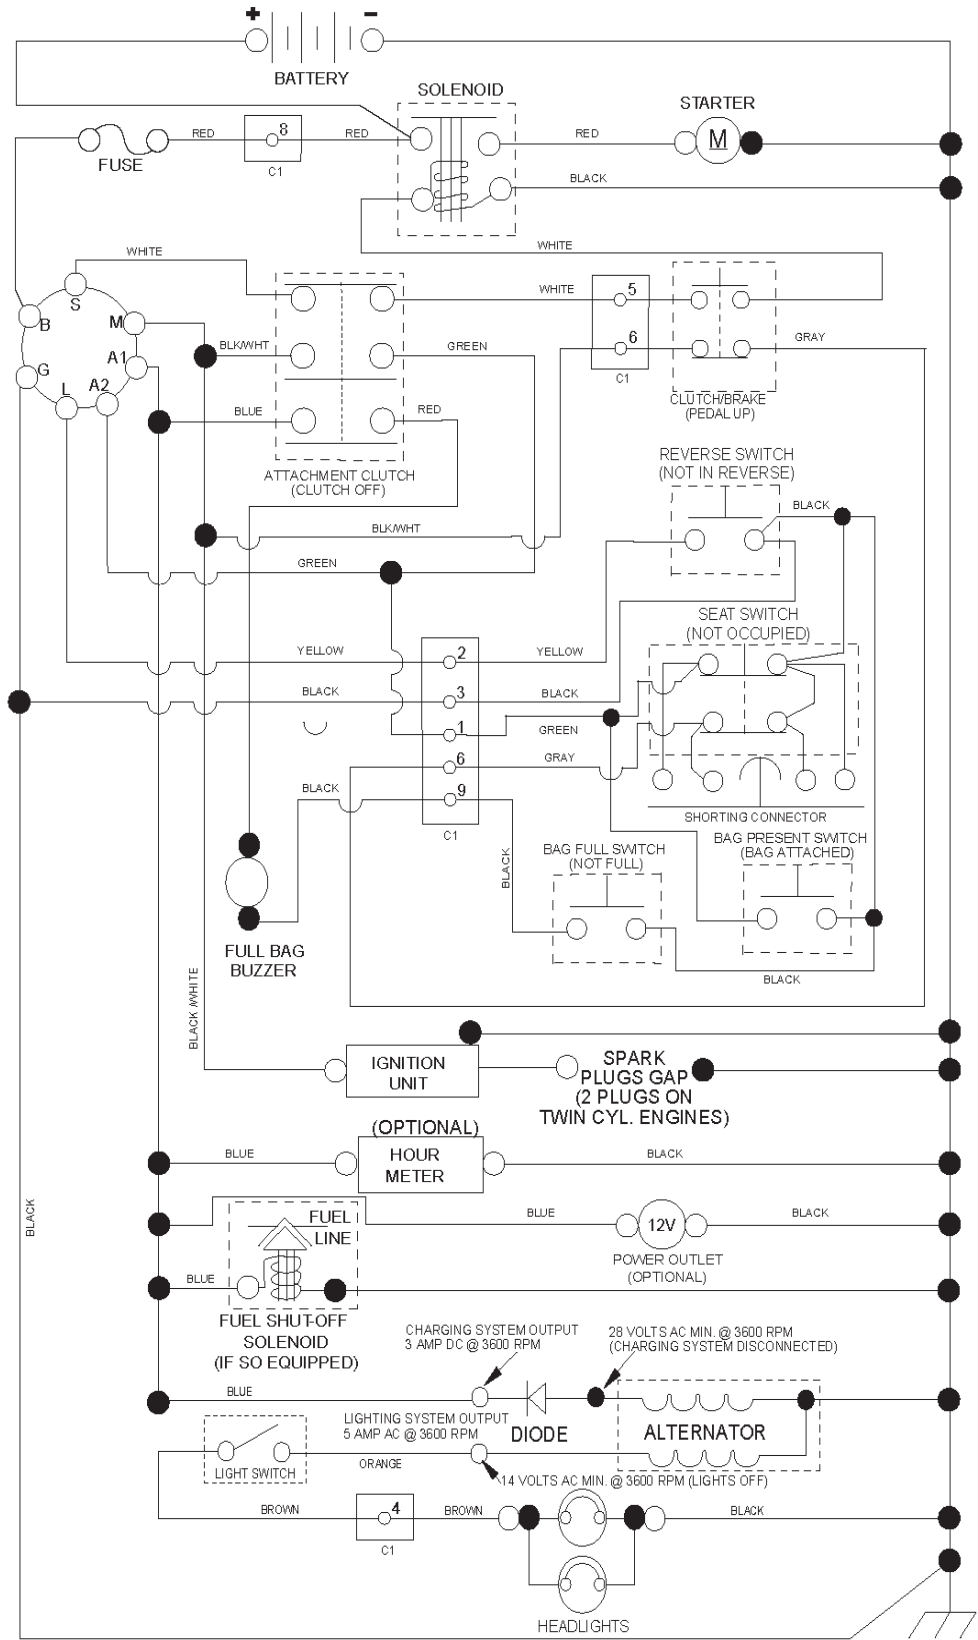 + -
BATTERY
SOLENOID
STARTER
RED
8
RED
RED
M
FUSE
C1
BLACK
WHITE
WHITE
S
WHITE
5
B
M
BLK/WHT
GREEN
6
GRAY
A1
G
C1
L
A2
BLUE
RED
CLUTCH/BRAKE
(PEDAL UP)
ATTACHMENT CLUTCH
(CLUTCH OFF)
REVERSE SWITCH
(NOT IN REVERSE)
BLACK
BLK/WHT
GREEN
SEAT SWITCH
(NOT OCCUPIED)
YELLOW
2
YELLOW
BLACK
3
BLACK
1
GREEN
6
GRAY
BLACK
9
C1
SHORTING CONNECTOR
BAG PRESENT SWITCH
(BAG ATTACHED)
BAG FULL SWITCH
(NOT FULL)
BLACK
FULL BAG
BUZZER
BLACK
BLACK/WHITE
IGNITION
UNIT
SPARK
PLUGS GAP
(2 PLUGS ON
TWIN CYL. ENGINES)
(OPTIONAL)
HOUR
METER
BLUE
BLACK
BLACK
FUEL
LINE
BLUE
12V
BLACK
POWER OUTLET
(OPTIONAL)
BLUE
FUEL SHUT-OFF
SOLENOID
(IF SO EQUIPPED)
CHARGING SYSTEM OUTPUT
3 AMP DC @ 3600 RPM
28 VOLTS AC MIN. @ 3600 RPM
(CHARGING SYSTEM DISCONNECTED)
BLUE
LIGHTING SYSTEM OUTPUT
5 AMP AC @ 3600 RPM
DIODE
ALTERNATOR
LIGHT SWITCH
ORANGE
14 VOLTS AC MIN. @ 3600 RPM (LIGHTS OFF)
BROWN
4
BROWN
BLACK
C1
HEADLIGHTS